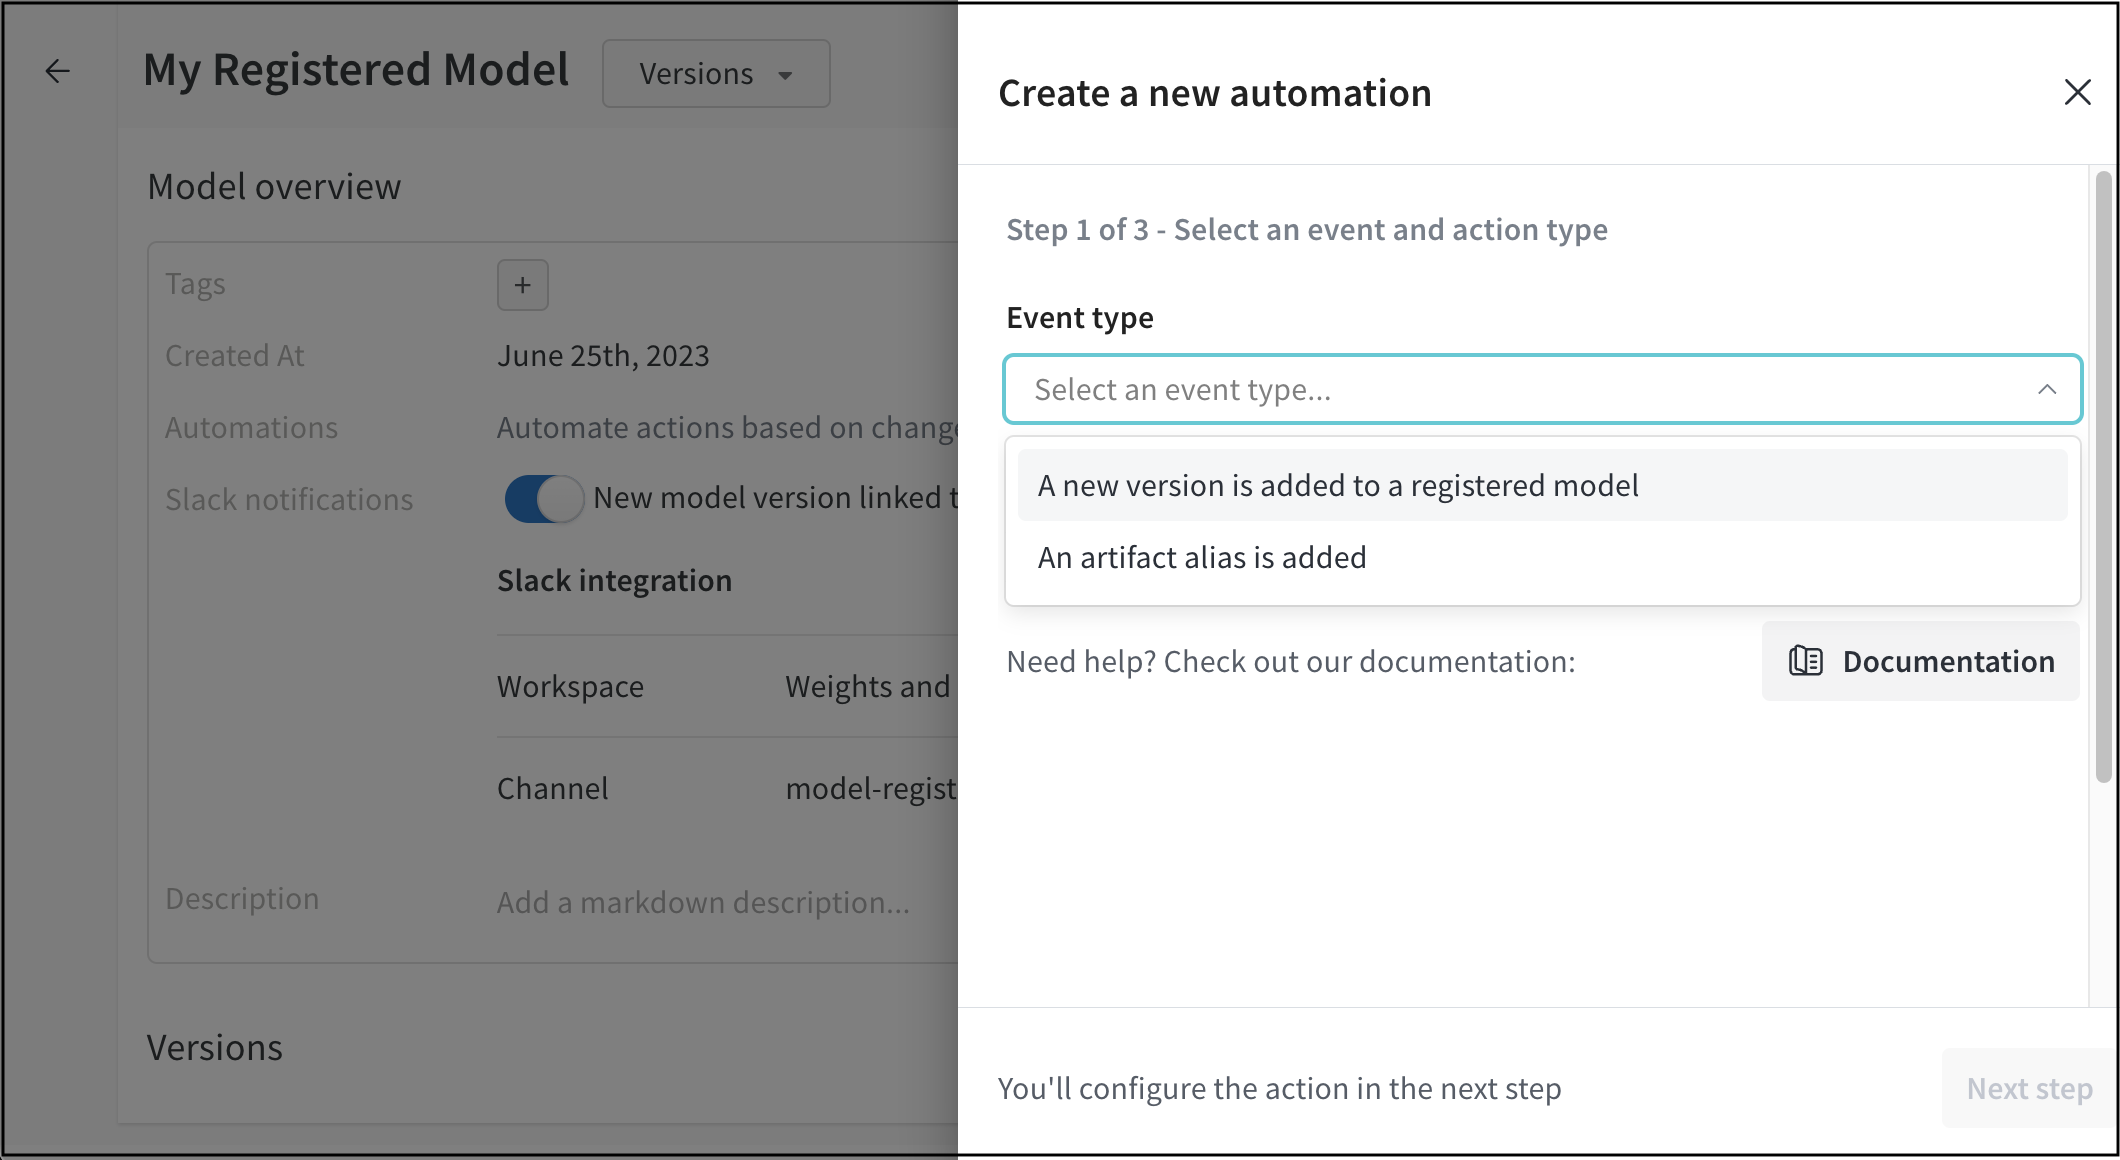 My Registered Model
Versions
Model overview
Tags
+
Created At
June 25th, 2023
Automations
Automate actions based on
Slack notifications
New model version linked
Slack integration
Workspace
Weights and
Channel
Description
Add a markdown description...
Versions
Create a new automation
Step 1 of 3 - Select an event and action type
Event type
Select an event type...
A new version is added to a registered model
An artifact alias is added
Need help? Check out our documentation:
Documentation
You'll configure the action in the next step
Next step